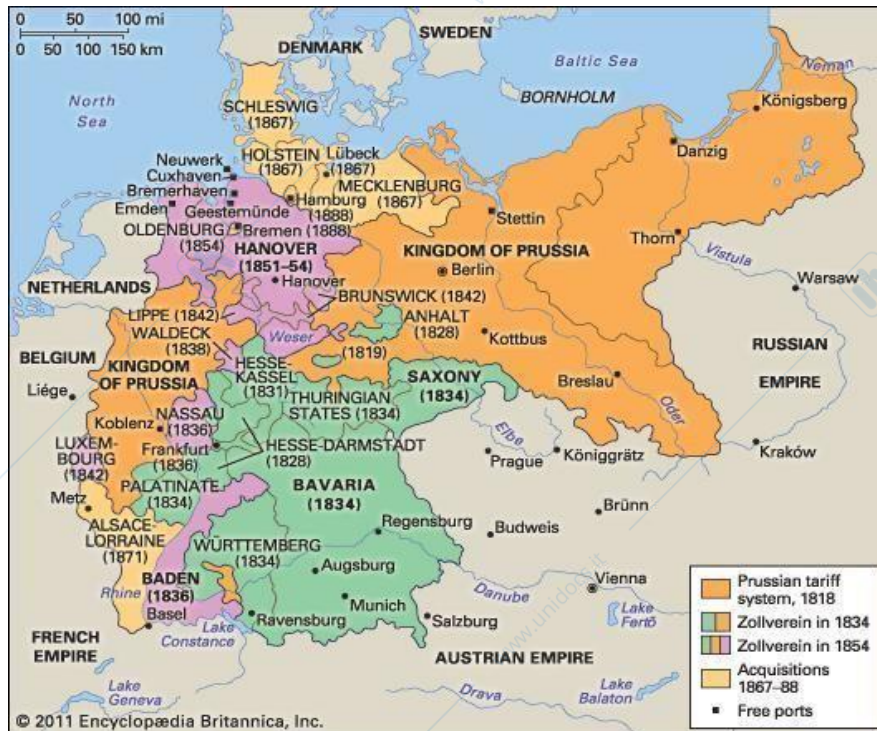 0 50 100 mi
0 50 100 150 km
SWEDEN
DENMARK
Baltic Sea
Neman
North
Sea
BORNHOLM
Königsberg
SCHLESWIG
(1867)
Danzig
HOLSTEIN
(1867)
Lübeck
(1867)
Neuwerk
Cuxhaven
Bremerhaven
MECKLENBURG
(1867)
Emden
Geestemünde
Hamburg
(1888)
Stettin
OLDENBURG
(1854)
Bremen (1888)
Thorn
Vistula
HANOVER
(1851–54)
KINGDOM OF PRUSSIA
Berlin
Warsaw
Hanover
NETHERLANDS
BRUNSWICK (1842)
LIPPE (1842)
ANHALT
(1828)
WALDECK
(1838)
Weser
Kottbus
RUSSIAN
EMPIRE
BELGIUM
KINGDOM
OF PRUSSIA
HESSE-
KASSEL
(1831)
(1819)
SAXONY
(1834)
Breslau
Oder
Liége
THURINGIAN
STATES (1834)
Koblenz
NASSAU
(1836)
Elbe
LUXEM-
BOURG
(1842)
Frankfurt
(1836)
HESSE-DARMSTADT
(1828)
Prague
Königgrätz
Kraków
PALATINATE
(1834)
BAVARIA
(1834)
Metz
Brünn
ALSACE-
LORRAINE
(1871)
Regensburg
Budweis
WÜRTTEMBERG
(1834)
Augsburg
Rhine
BADEN
(1836)
Munich
Danube
Vienna
Basel
Ravensburg
Salzburg
Lake
Fertő
Lake
Constance
FRENCH
EMPIRE
AUSTRIAN EMPIRE
Lake
Geneva
Drava
Lake
Balaton
Prussian tariff
system, 1818
Zollverein in 1834
Zollverein in 1854
Acquisitions
1867–88
Free ports
© 2011 Encyclopædia Britannica, Inc.